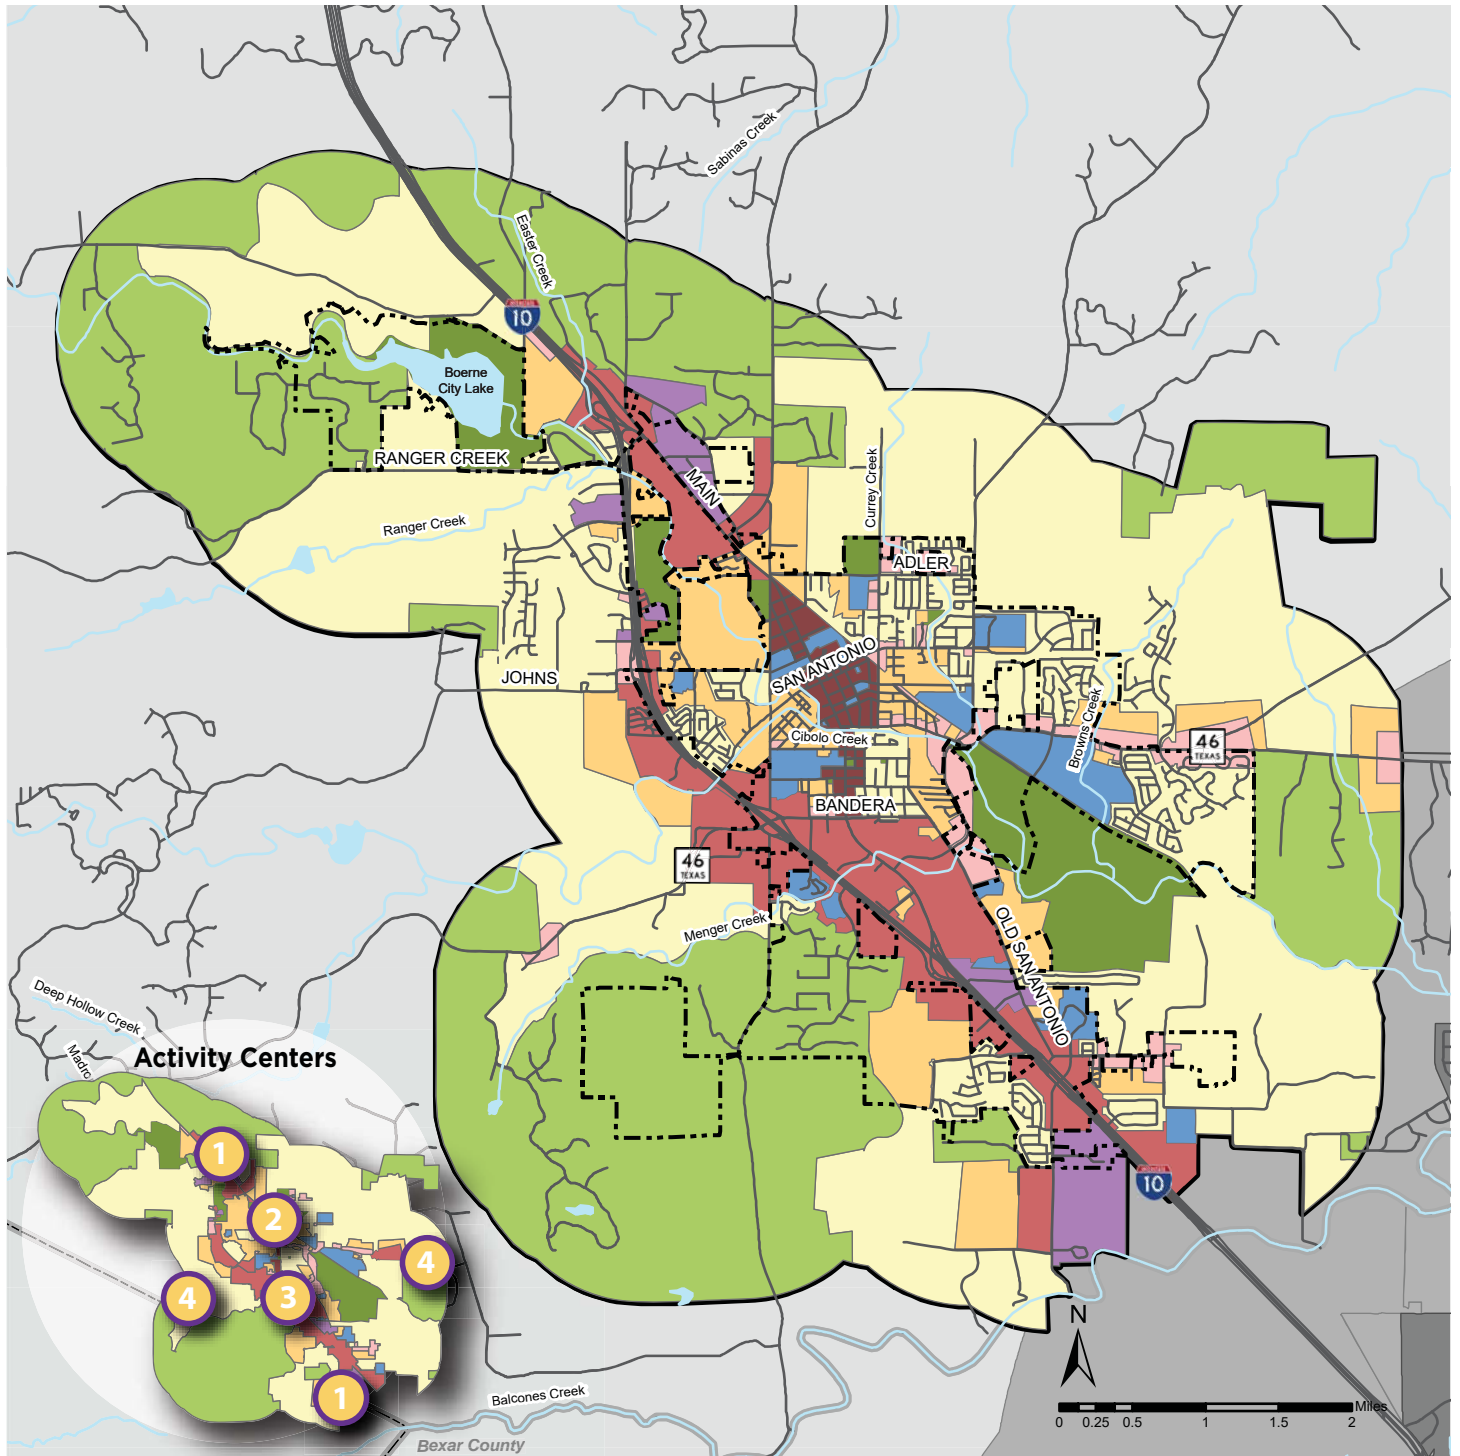 Sabinas Creek
Easter Creek
INTERSTATE
10
Boerne
City Lake
RANGER CREEK
MAIN
Currey Creek
Ranger Creek
ADLER
SAN ANTONIO
JOHNS
Browns Creek
Cibolo Creek
46
TEXAS
BANDERA
46
TEXAS
Menger Creek
OLD SAN ANTONIO
Deep Hollow Creek
Madro
Activity Centers
1
2
4
4
3
1
INTERSTATE
10
N
Miles
0 0.25 0.5 1 1.5 2
Balcones Creek
Bexar County